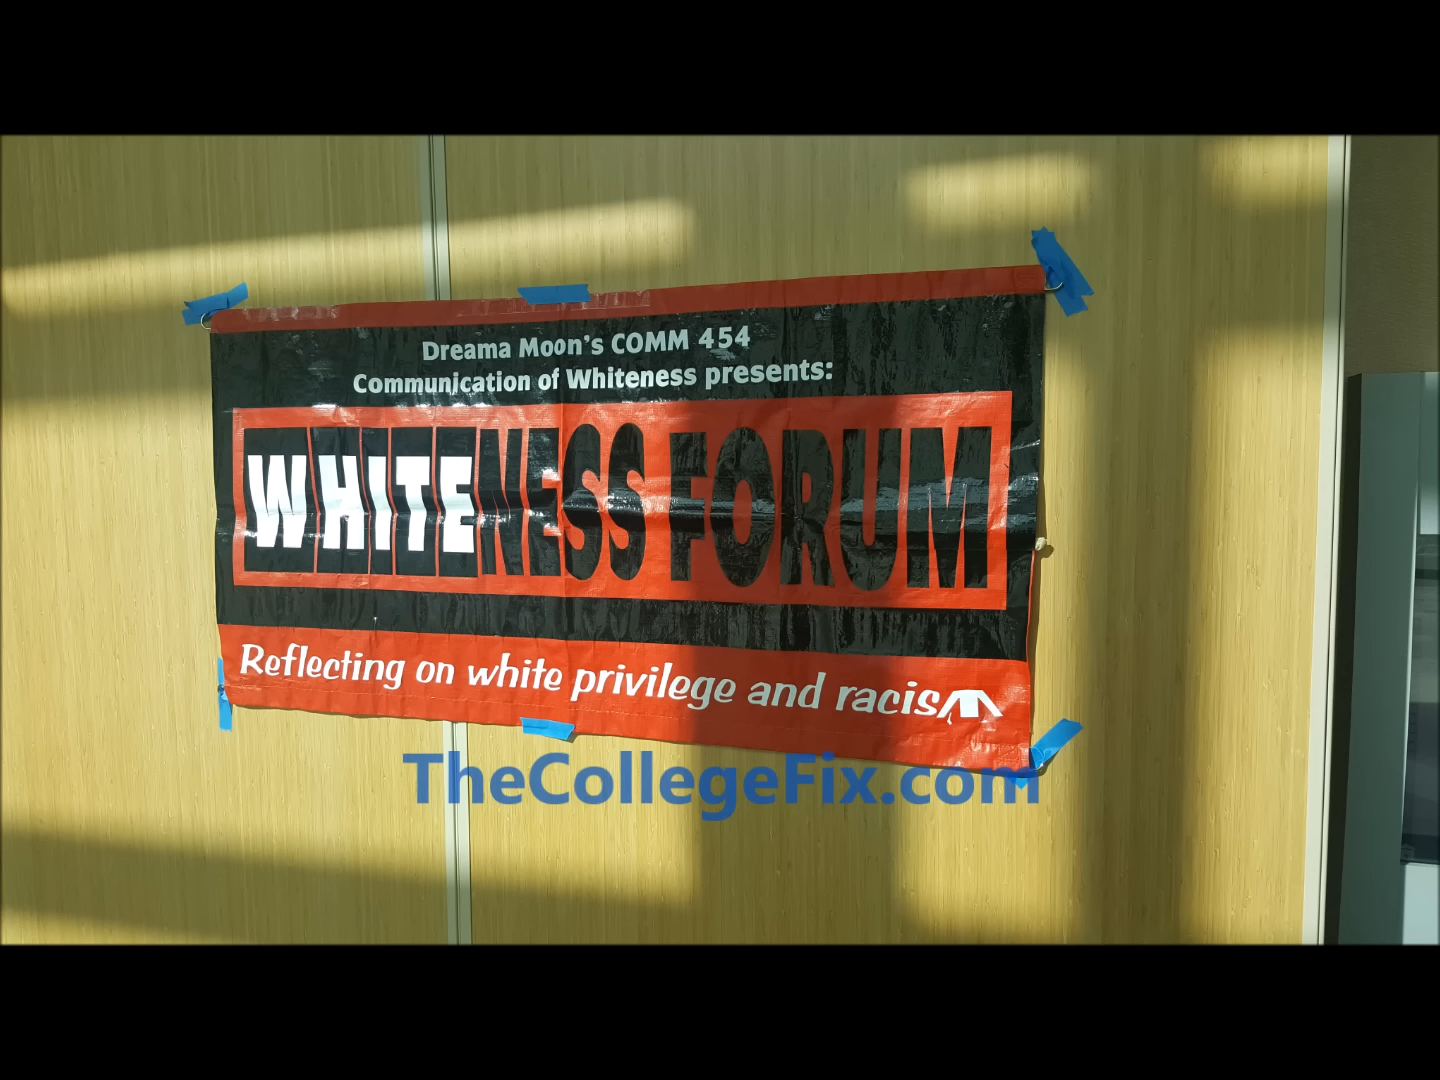 Dreama Moon's COMM 454
Communication of Whiteness presents:
WHITENESS FORUM
Reflecting on white privilege and racism
TheCollegeFix.com